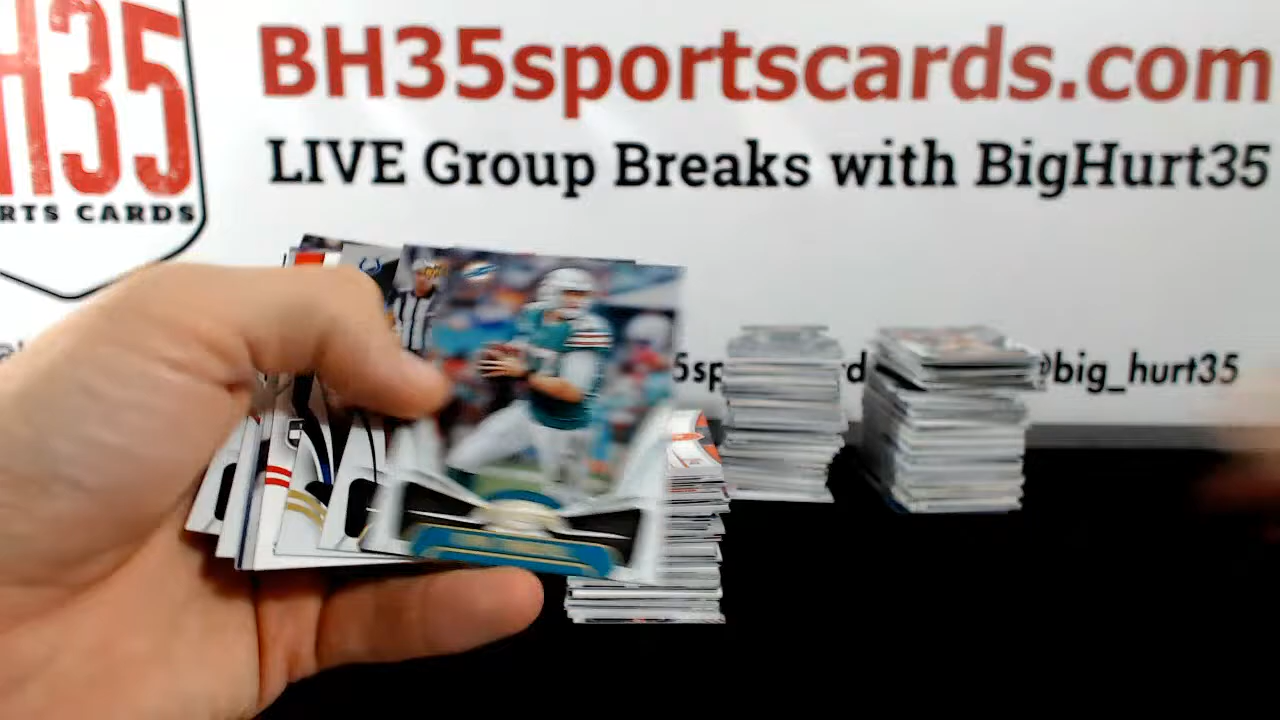 H35
RTS CARDS
BH35sportscards.com
LIVE Group Breaks with BigHurt35
@big_hurt35